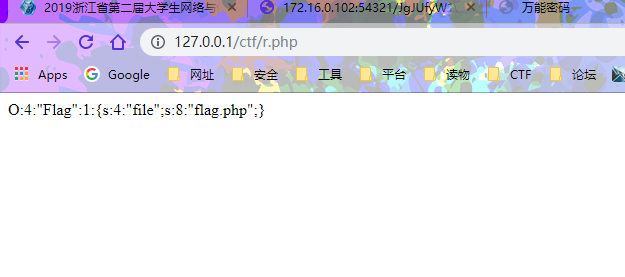 2019浙江省第二届大学生网络与
172.16.0.102:54321/JgJUfyW
万能密码
127.0.0.1/ctf/r.php
Apps Google 网址 安全 工具 平台 读物 CTF 论坛
O:4:"Flag":1:{s:4:"file";s:8:"flag.php";}